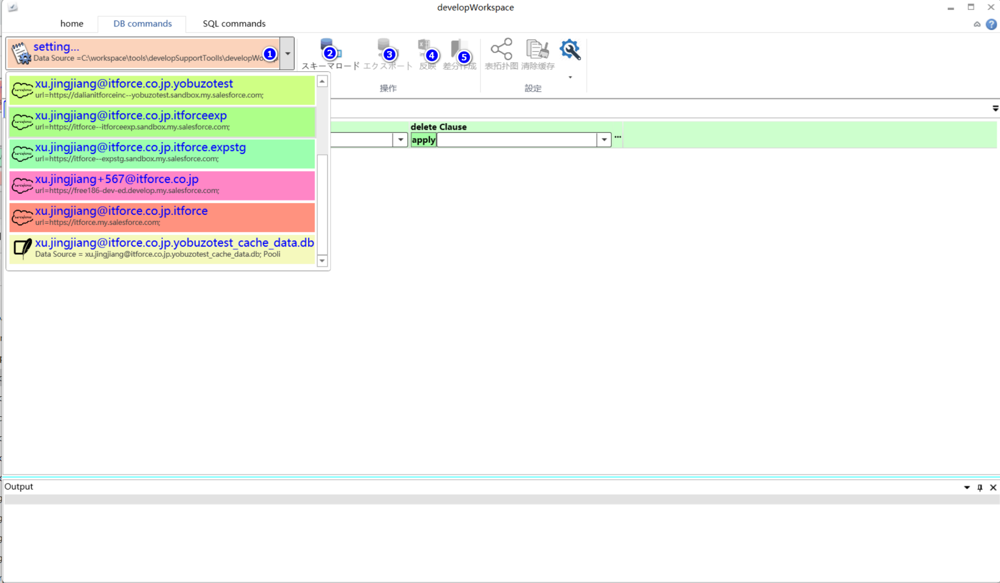 developWorkspace
home
DB commands
SQL commands
setting...
Data Source =C:\workspace\tools\developSupportToolls\developWo
1
2
3
4
5
スキーマロード
エクスポート
反映
差分作成
表拓扑图
清除缓存
操作
設定
xu.jingjiang@itforce.co.jp.yobuzotest
url=https://dalianitforceinc--yobuzotest.sandbox.my.salesforce.com;
xu.jingjiang@itforce.co.jp.itforceexp
url=https://itforce--itforceexp.sandbox.my.salesforce.com;
xu.jingjiang@itforce.co.jp.itforce.expstg
url=https://itforce--expstg.sandbox.my.salesforce.com;
xu.jingjiang+567@itforce.co.jp
url=https://free186-dev-ed.develop.my.salesforce.com;
xu.jingjiang@itforce.co.jp.itforce
url=https://itforce.my.salesforce.com;
xu.jingjiang@itforce.co.jp.yobuzotest_cache_data.db
Data Source = xu.jingjiang@itforce.co.jp.yobuzotest_cache_data.db; Pooli
delete Clause
apply
...
Output